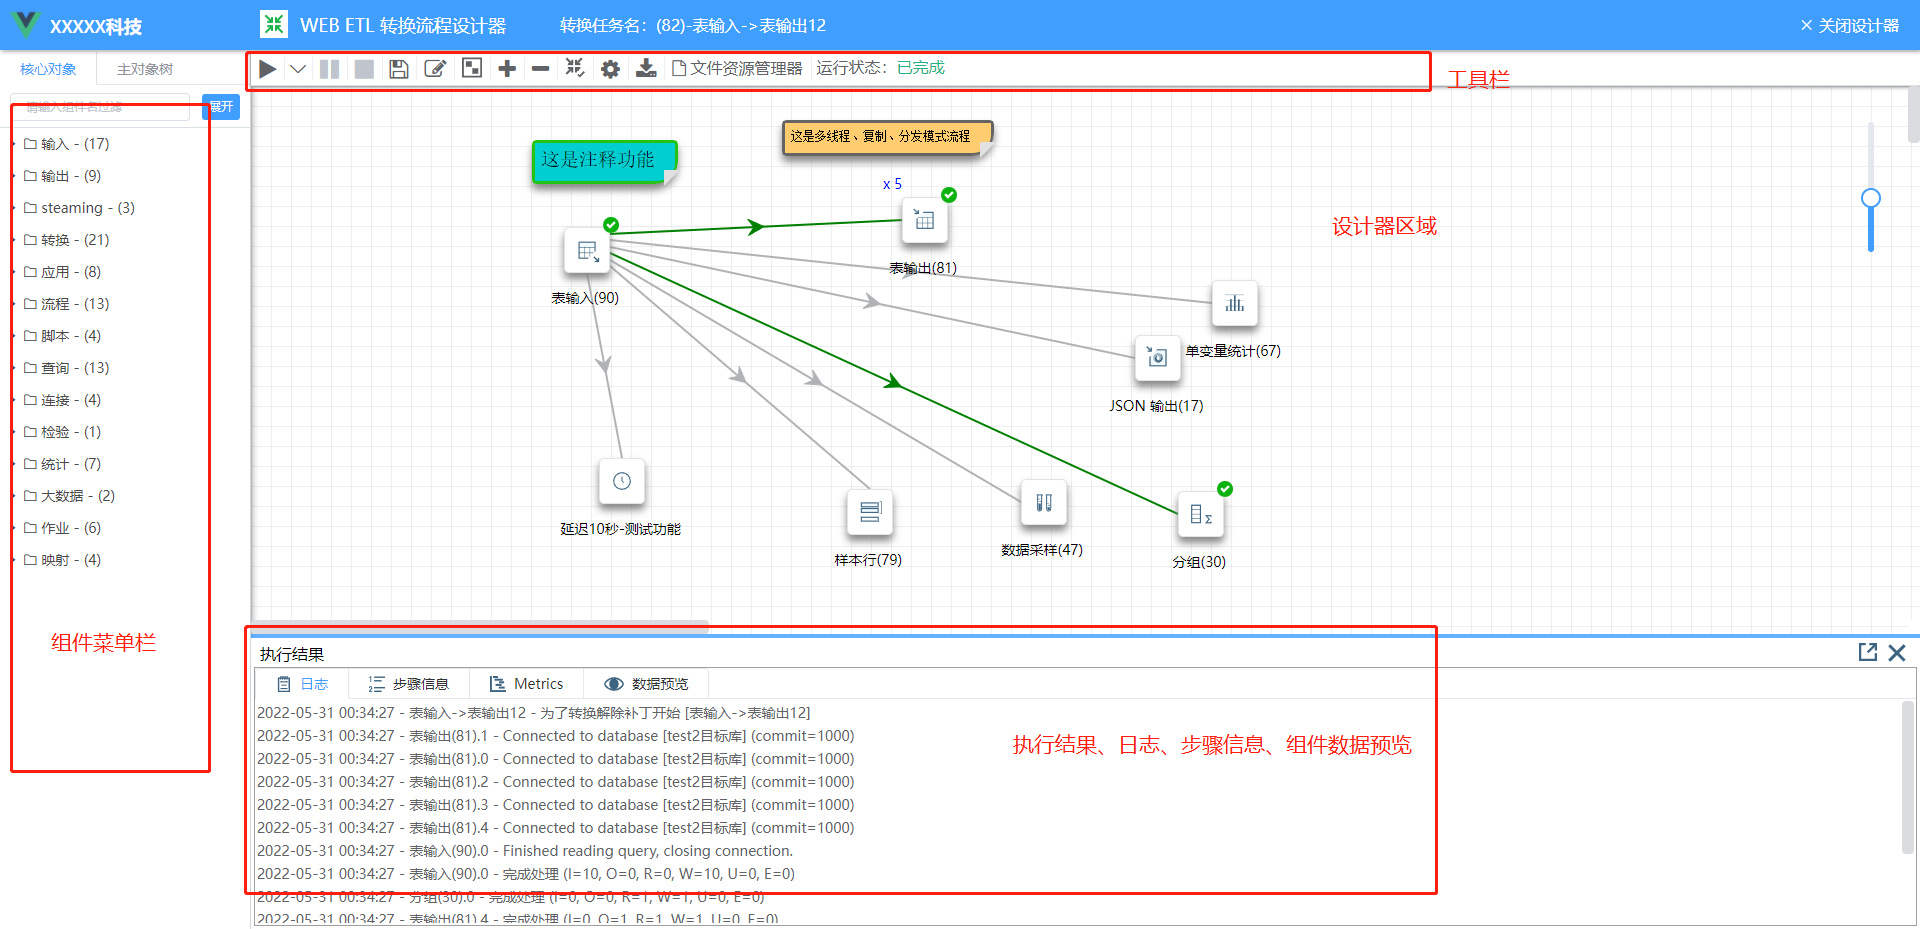 XXXXX科技
WEB ETL 转换流程设计器
转换任务名：(82)-表输入->表输出12
关闭设计器
核心对象
主对象树
文件资源管理器
运行状态：已完成
工具栏
请输入组件名过滤
展开
输入 - (17)
输出 - (9)
steaming - (3)
转换 - (21)
应用 - (8)
流程 - (13)
脚本 - (4)
查询 - (13)
连接 - (4)
检验 - (1)
统计 - (7)
大数据 - (2)
作业 - (6)
映射 - (4)
组件菜单栏
这是注释功能
这是多线程、复制、分发模式流程
x 5
设计器区域
表输出(81)
表输入(90)
单变量统计(67)
JSON 输出(17)
延迟10秒-测试功能
样本行(79)
数据采样(47)
分组(30)
执行结果
日志
步骤信息
Metrics
数据预览
2022-05-31 00:34:27 - 表输入->表输出12 - 为了转换解除补丁开始 [表输入->表输出12]
2022-05-31 00:34:27 - 表输出(81).1 - Connected to database [test2目标库] (commit=1000)
2022-05-31 00:34:27 - 表输出(81).0 - Connected to database [test2目标库] (commit=1000)
2022-05-31 00:34:27 - 表输出(81).2 - Connected to database [test2目标库] (commit=1000)
2022-05-31 00:34:27 - 表输出(81).3 - Connected to database [test2目标库] (commit=1000)
2022-05-31 00:34:27 - 表输出(81).4 - Connected to database [test2目标库] (commit=1000)
2022-05-31 00:34:27 - 表输入(90).0 - Finished reading query, closing connection.
2022-05-31 00:34:27 - 表输入(90).0 - 完成处理 (I=10, O=0, R=0, W=10, U=0, E=0)
2022-05-31 00:34:27 - 分组(30).0 - 完成处理 (I=0, O=0, R=1, W=1, U=0, E=0)
2022-05-31 00:34:27 - 表输出(81).4 - 完成处理 (I=0, O=1, R=1, W=1, U=0, E=0)
执行结果、日志、步骤信息、组件数据预览